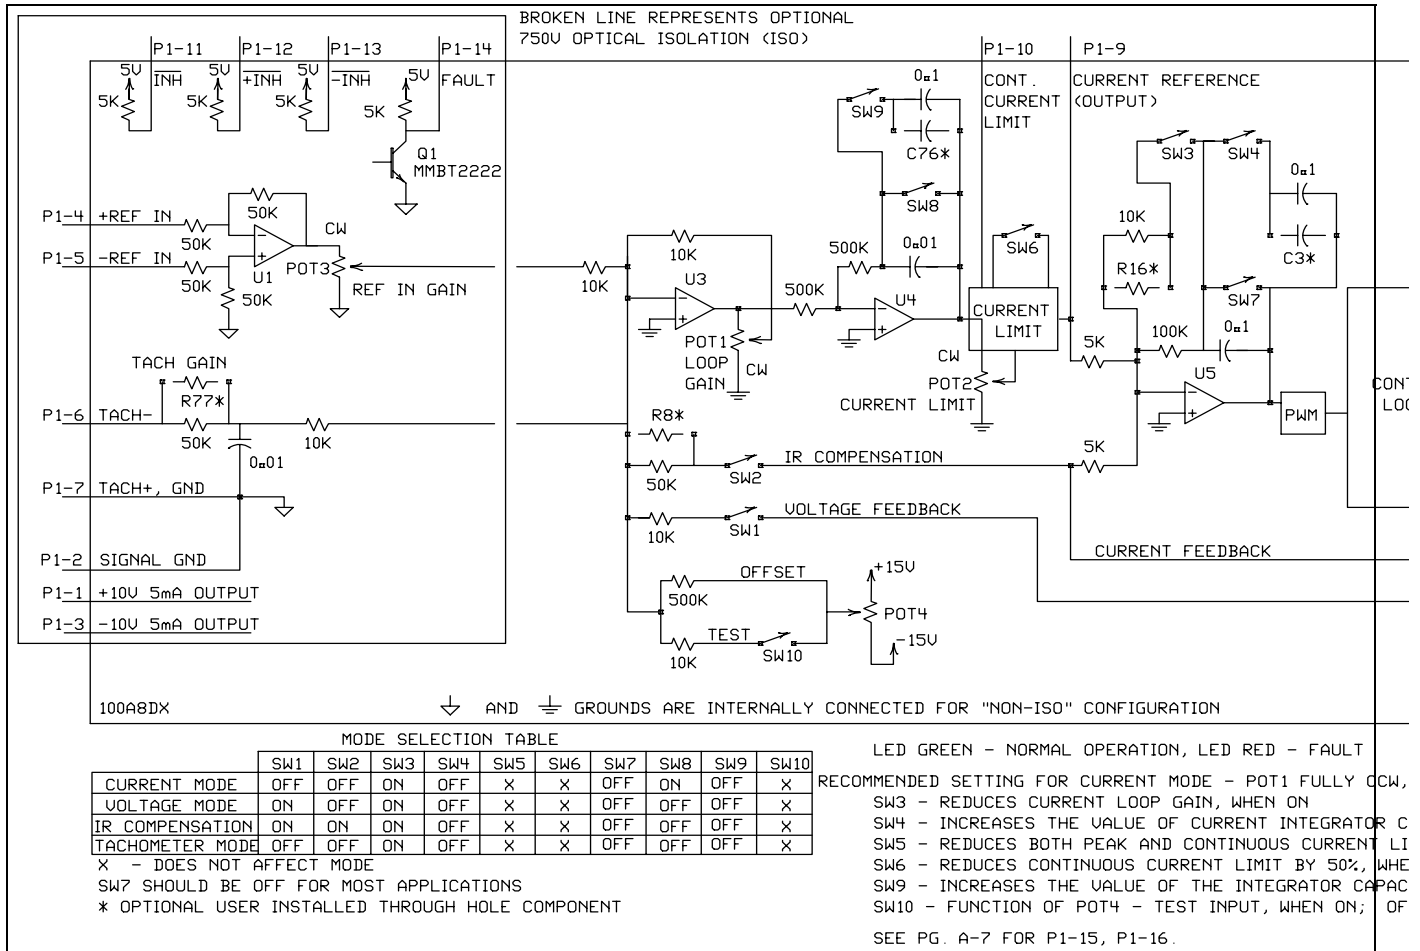 BROKEN LINE REPRESENTS OPTIONAL
750V OPTICAL ISOLATION (ISO)
P1-11
P1-12
P1-13
P1-14
P1-10
P1-9
5V
INH
5V
+INH
5V
-INH
5V
FAULT
5K
5K
5K
5K
CONT.
CURRENT
LIMIT
CURRENT REFERENCE
(OUTPUT)
0.1
SW9
C76*
Q1
MMBT2222
SW8
SW3
SW4
0.1
P1-4
+REF IN
50K
50K
CW
P1-5
-REF IN
50K
U1
POT3
50K
REF IN GAIN
10K
10K
U3
500K
500K
0.01
U4
SW6
10K
R16*
C3*
SW7
CURRENT
LIMIT
POT1
LOOP
GAIN
CW
CW
POT2
CURRENT LIMIT
5K
100K
0.1
U5
PWM
CONT
LOO
TACH GAIN
R77*
P1-6
TACH-
50K
10K
0.01
P1-7
TACH+, GND
R8*
50K
SW2
IR COMPENSATION
5K
10K
SW1
VOLTAGE FEEDBACK
CURRENT FEEDBACK
P1-2
SIGNAL GND
P1-1
+10V 5mA OUTPUT
P1-3
-10V 5mA OUTPUT
OFFSET
500K
+15V
POT4
TEST
10K
SW10
-15V
100A8DX
AND
GROUNDS ARE INTERNALLY CONNECTED FOR "NON-ISO" CONFIGURATION
MODE SELECTION TABLE
SW1 SW2 SW3 SW4 SW5 SW6 SW7 SW8 SW9 SW10
CURRENT MODE OFF OFF ON OFF X X OFF ON OFF X
VOLTAGE MODE ON OFF ON OFF X X OFF OFF OFF X
IR COMPENSATION ON ON ON OFF X X OFF OFF OFF X
TACHOMETER MODE OFF OFF ON OFF X X OFF OFF OFF X
X - DOES NOT AFFECT MODE
SW7 SHOULD BE OFF FOR MOST APPLICATIONS
* OPTIONAL USER INSTALLED THROUGH HOLE COMPONENT
LED GREEN - NORMAL OPERATION, LED RED - FAULT
RECOMMENDED SETTING FOR CURRENT MODE - POT1 FULLY CCW,
SW3 - REDUCES CURRENT LOOP GAIN, WHEN ON
SW4 - INCREASES THE VALUE OF CURRENT INTEGRATOR C
SW5 - REDUCES BOTH PEAK AND CONTINUOUS CURRENT LI
SW6 - REDUCES CONTINUOUS CURRENT LIMIT BY 50%, WHE
SW9 - INCREASES THE VALUE OF THE INTEGRATOR CAPAC
SW10 - FUNCTION OF POT4 - TEST INPUT, WHEN ON; OF
SEE PG. A-7 FOR P1-15, P1-16.